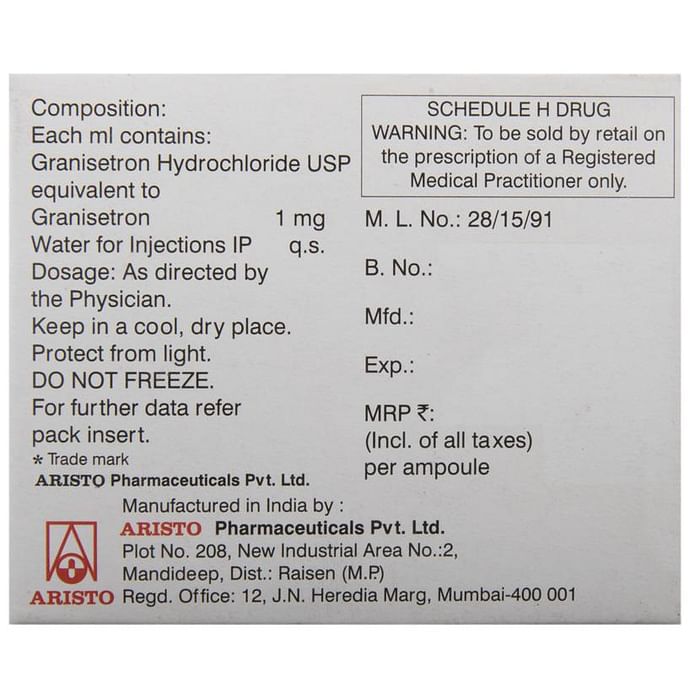 Composition:
Each ml contains:
Granisetron Hydrochloride USP
equivalent to
Granisetron 1 mg
Water for Injections IP q.s.
Dosage: As directed by
the Physician.
Keep in a cool, dry place.
Protect from light.
DO NOT FREEZE.
For further data refer
pack insert.
* Trade mark
ARISTO Pharmaceuticals Pvt. Ltd.
SCHEDULE H DRUG
WARNING: To be sold by retail on
the prescription of a Registered
Medical Practitioner only.
M. L. No.: 28/15/91
B. No.:
Mfd.:
Exp.:
MRP ₹:
(Incl. of all taxes)
per ampoule
Manufactured in India by :
ARISTO Pharmaceuticals Pvt. Ltd.
Plot No. 208, New Industrial Area No.:2,
Mandideep, Dist.: Raisen (M.P.)
Regd. Office: 12, J.N. Heredia Marg, Mumbai-400 001
A
ARISTO